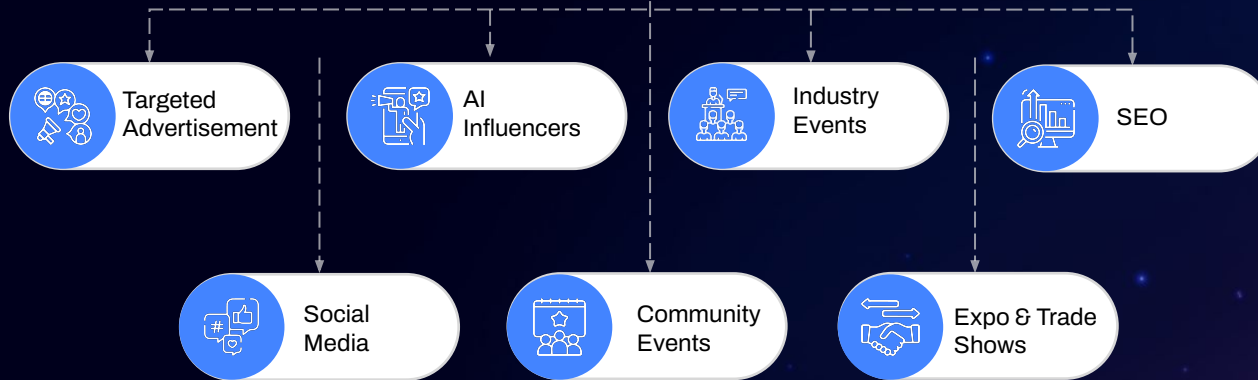 Targeted
Advertisement
AI
Influencers
Industry
Events
SEO
#
Social
Media
Community
Events
Expo & Trade
Shows